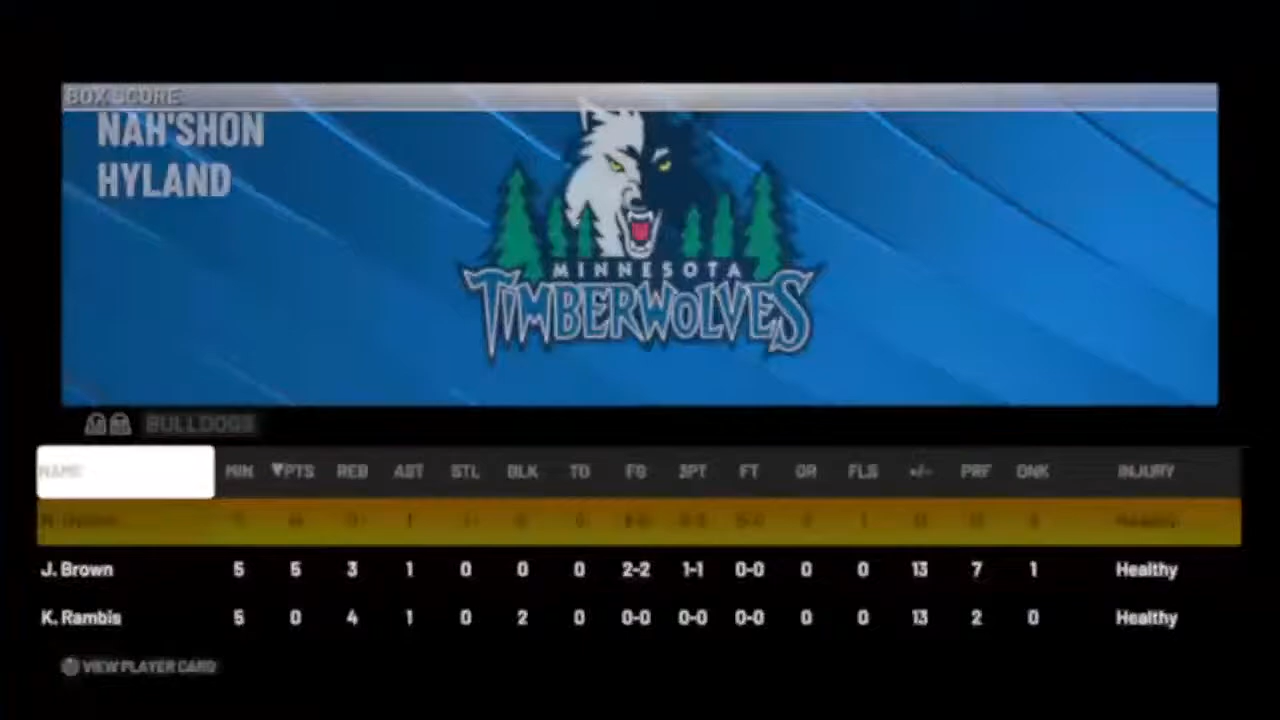 BOX SCORE
NAH'SHON
HYLAND
MINNESOTA
TIMBERWOLVES
BULLDOGS
NAME MIN ▼PTS REB AST STL BLK TO FG 3PT FT OR FLS +/- PRF DNK INJURY
J. Brown 5 5 3 1 0 0 0 2-2 1-1 0-0 0 0 13 7 1 Healthy
K. Rambis 5 0 4 1 0 2 0 0-0 0-0 0-0 0 0 13 2 0 Healthy
VIEW PLAYER CARD